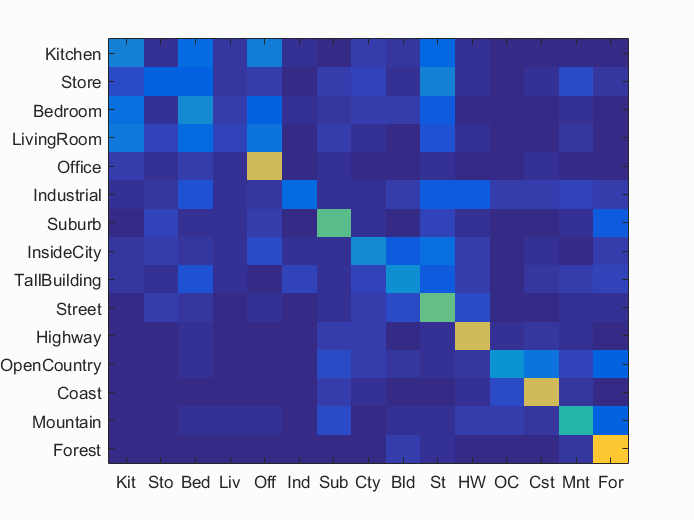 Kitchen
Store
Bedroom
LivingRoom
Office
Industrial
Suburb
InsideCity
TallBuilding
Street
Highway
OpenCountry
Coast
Mountain
Forest
Kit Sto Bed Liv Off Ind Sub Cty Bld St HW OC Cst Mnt For